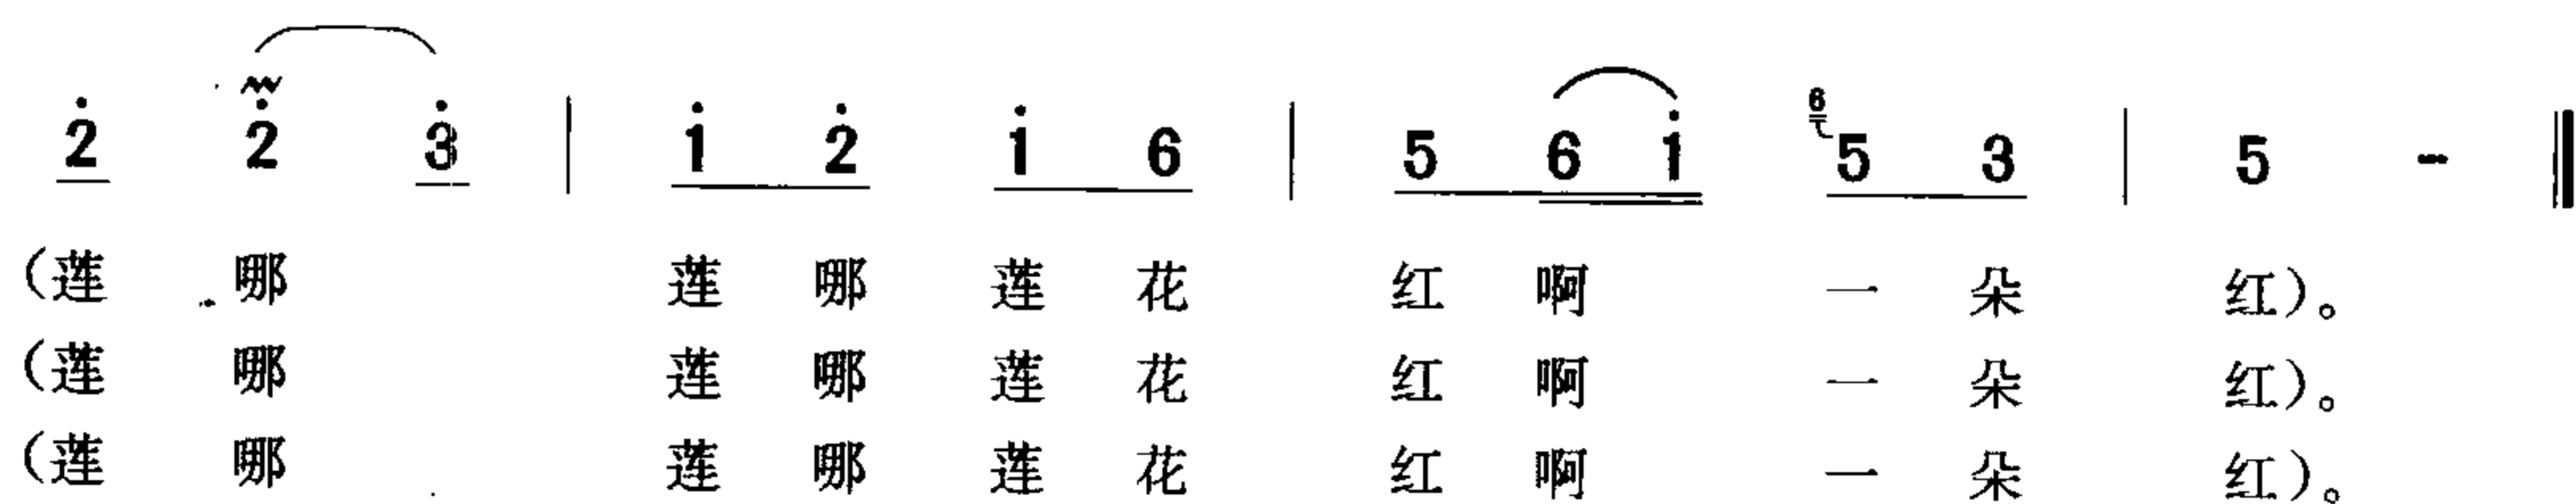 2 2 3 | 1 2 1 6 | 5 6 1 6 5 3 | 5 - ‖
(莲 哪 莲 哪 莲 花 红 啊 一 朵 红)。
(莲 哪 莲 哪 莲 花 红 啊 一 朵 红)。
(莲 哪 莲 哪 莲 花 红 啊 一 朵 红)。